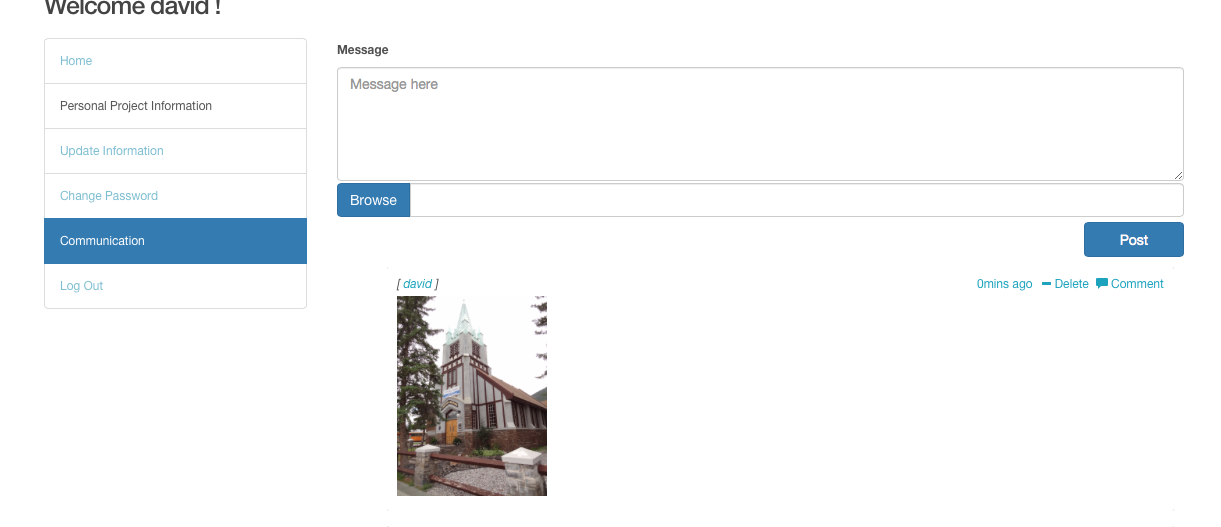 Welcome david !
Home
Personal Project Information
Update Information
Change Password
Communication
Log Out
Message
Message here
Browse
Post
[ david ]
0mins ago Delete Comment